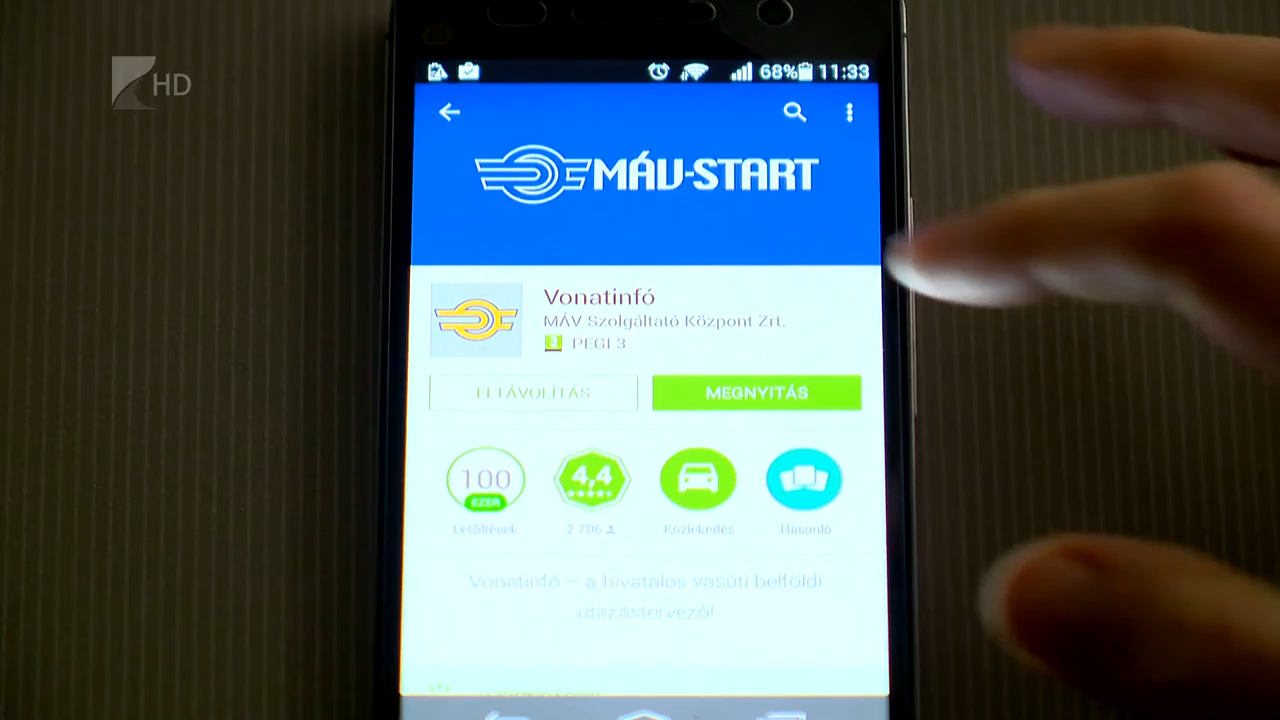 HD
68% 11:33
MÁV-START
Vonatinfó
MÁV Szolgáltató Központ Zrt.
3 PEGI 3
ELTÁVOLÍTÁS MEGNYITÁS
100 4,4
EZER
Letöltések 2 706 Közlekedés Hasonló
Vonatinfó – a hivatalos vasúti belföldi
utazástervező!